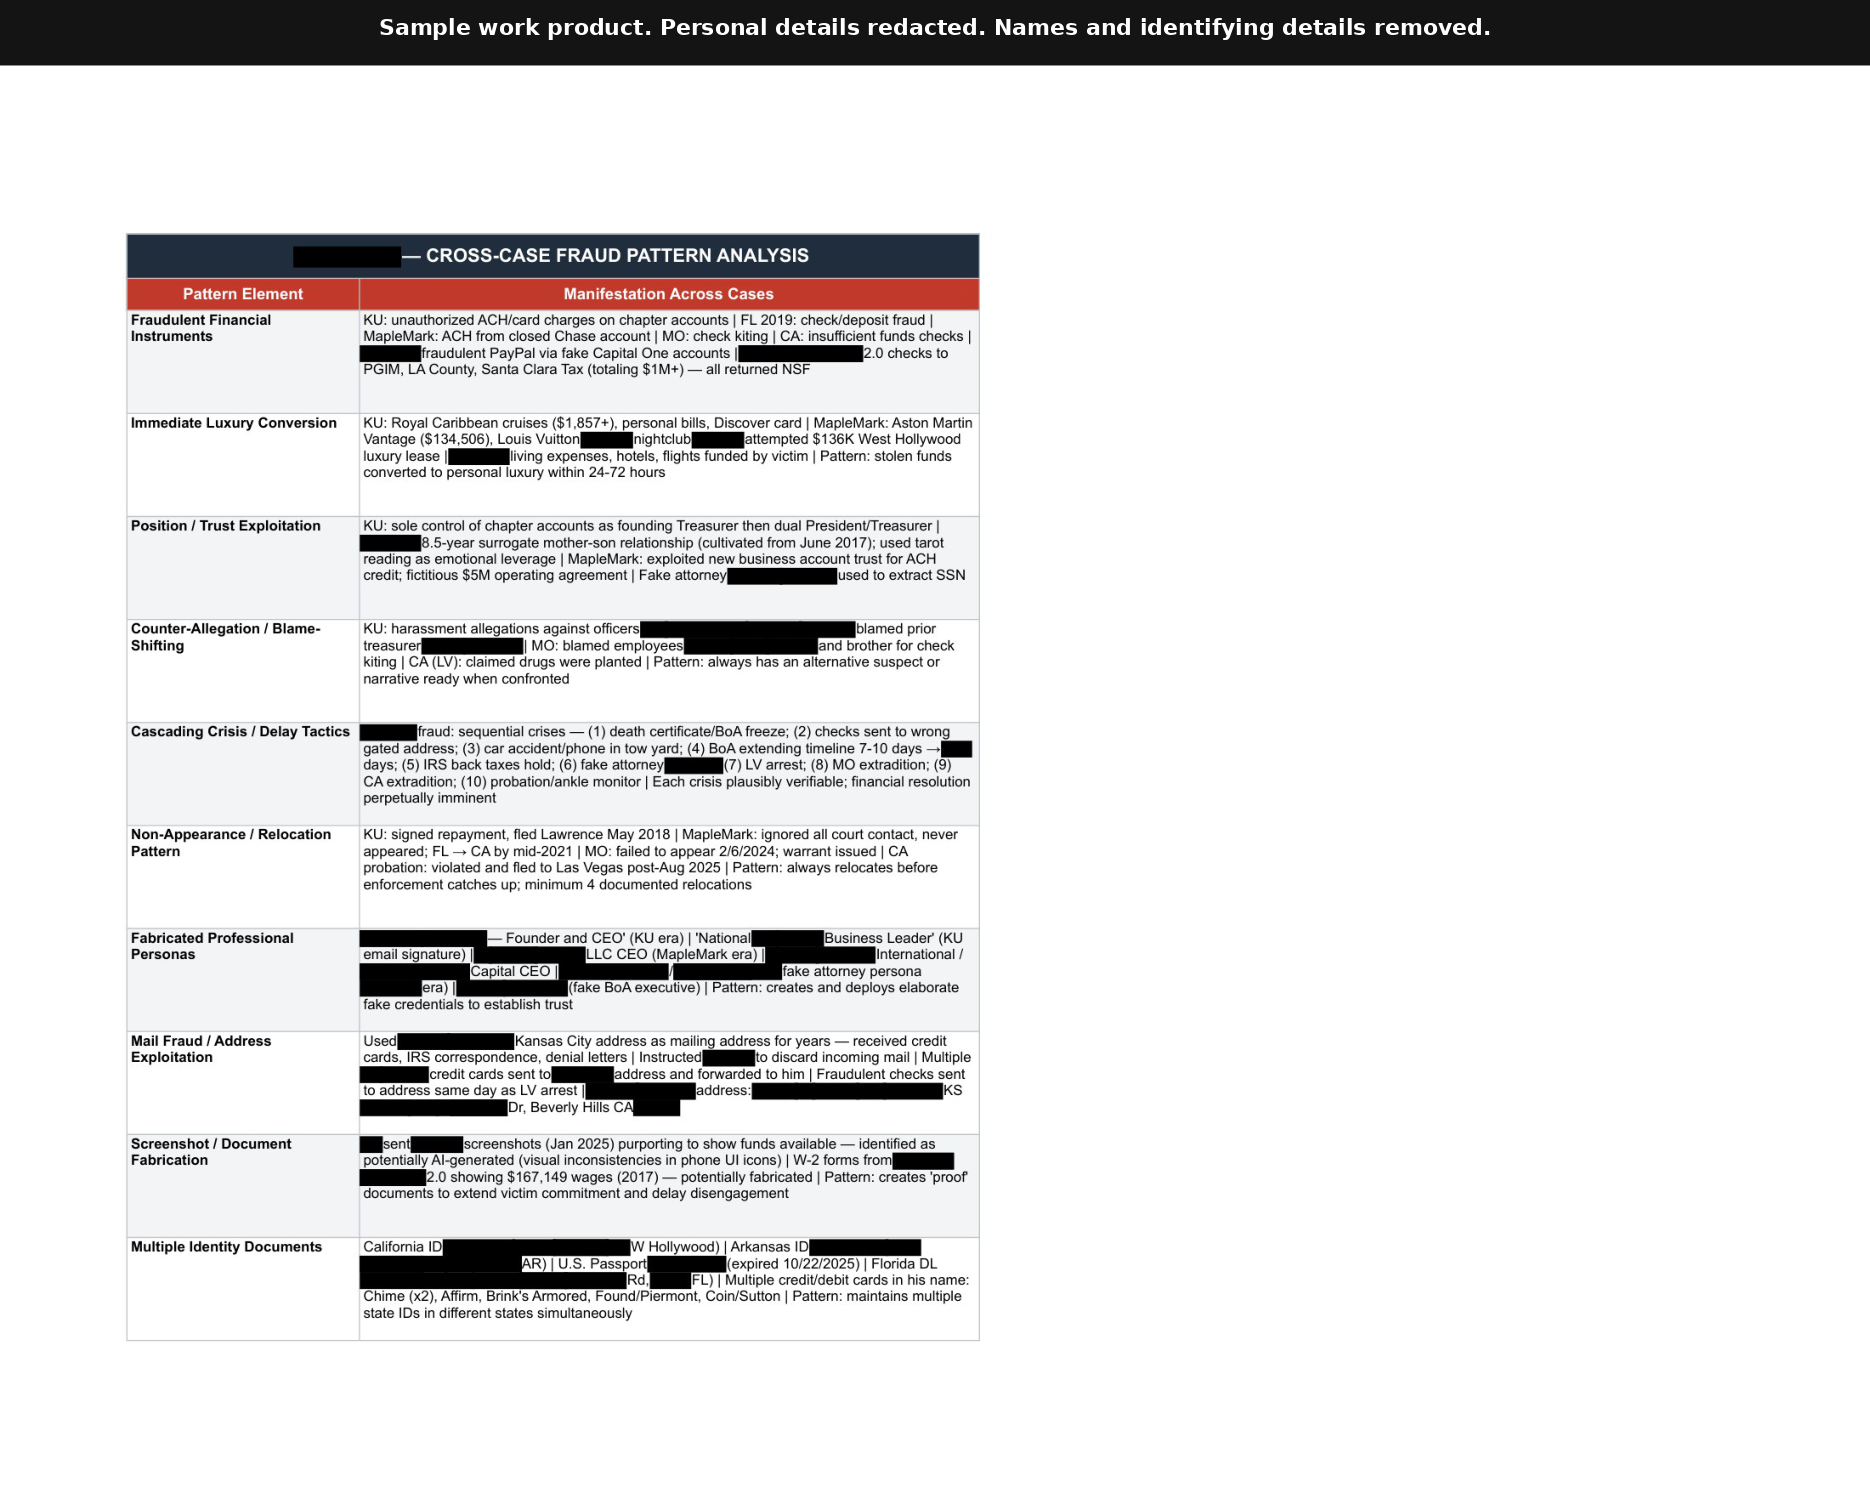 Sample work product. Personal details redacted. Names and identifying details removed.
— CROSS-CASE FRAUD PATTERN ANALYSIS
Pattern Element
Manifestation Across Cases
Fraudulent Financial
Instruments
KU: unauthorized ACH/card charges on chapter accounts | FL 2019: check/deposit fraud |
MapleMark: ACH from closed Chase account | MO: check kiting | CA: insufficient funds checks |
fraudulent PayPal via fake Capital One accounts | 2.0 checks to
PGIM, LA County, Santa Clara Tax (totaling $1M+) — all returned NSF
Immediate Luxury Conversion
KU: Royal Caribbean cruises ($1,857+), personal bills, Discover card | MapleMark: Aston Martin
Vantage ($134,506), Louis Vuitton nightclub attempted $136K West Hollywood
luxury lease | living expenses, hotels, flights funded by victim | Pattern: stolen funds
converted to personal luxury within 24-72 hours
Position / Trust Exploitation
KU: sole control of chapter accounts as founding Treasurer then dual President/Treasurer |
8.5-year surrogate mother-son relationship (cultivated from June 2017); used tarot
reading as emotional leverage | MapleMark: exploited new business account trust for ACH
credit; fictitious $5M operating agreement | Fake attorney used to extract SSN
Counter-Allegation / Blame-
Shifting
KU: harassment allegations against officers blamed prior
treasurer | MO: blamed employees and brother for check
kiting | CA (LV): claimed drugs were planted | Pattern: always has an alternative suspect or
narrative ready when confronted
Cascading Crisis / Delay Tactics
fraud: sequential crises — (1) death certificate/BoA freeze; (2) checks sent to wrong
gated address; (3) car accident/phone in tow yard; (4) BoA extending timeline 7-10 days →
days; (5) IRS back taxes hold; (6) fake attorney (7) LV arrest; (8) MO extradition; (9)
CA extradition; (10) probation/ankle monitor | Each crisis plausibly verifiable; financial resolution
perpetually imminent
Non-Appearance / Relocation
Pattern
KU: signed repayment, fled Lawrence May 2018 | MapleMark: ignored all court contact, never
appeared; FL → CA by mid-2021 | MO: failed to appear 2/6/2024; warrant issued | CA
probation: violated and fled to Las Vegas post-Aug 2025 | Pattern: always relocates before
enforcement catches up; minimum 4 documented relocations
Fabricated Professional
Personas
— Founder and CEO' (KU era) | 'National Business Leader' (KU
email signature) | LLC CEO (MapleMark era) | International /
Capital CEO | / fake attorney persona
era) | (fake BoA executive) | Pattern: creates and deploys elaborate
fake credentials to establish trust
Mail Fraud / Address
Exploitation
Used Kansas City address as mailing address for years — received credit
cards, IRS correspondence, denial letters | Instructed to discard incoming mail | Multiple
credit cards sent to address and forwarded to him | Fraudulent checks sent
to address same day as LV arrest | address: KS
Dr, Beverly Hills CA
Screenshot / Document
Fabrication
sent screenshots (Jan 2025) purporting to show funds available — identified as
potentially AI-generated (visual inconsistencies in phone UI icons) | W-2 forms from
2.0 showing $167,149 wages (2017) — potentially fabricated | Pattern: creates 'proof'
documents to extend victim commitment and delay disengagement
Multiple Identity Documents
California ID W Hollywood) | Arkansas ID
AR) | U.S. Passport (expired 10/22/2025) | Florida DL
Rd, FL) | Multiple credit/debit cards in his name:
Chime (x2), Affirm, Brink's Armored, Found/Piermont, Coin/Sutton | Pattern: maintains multiple
state IDs in different states simultaneously